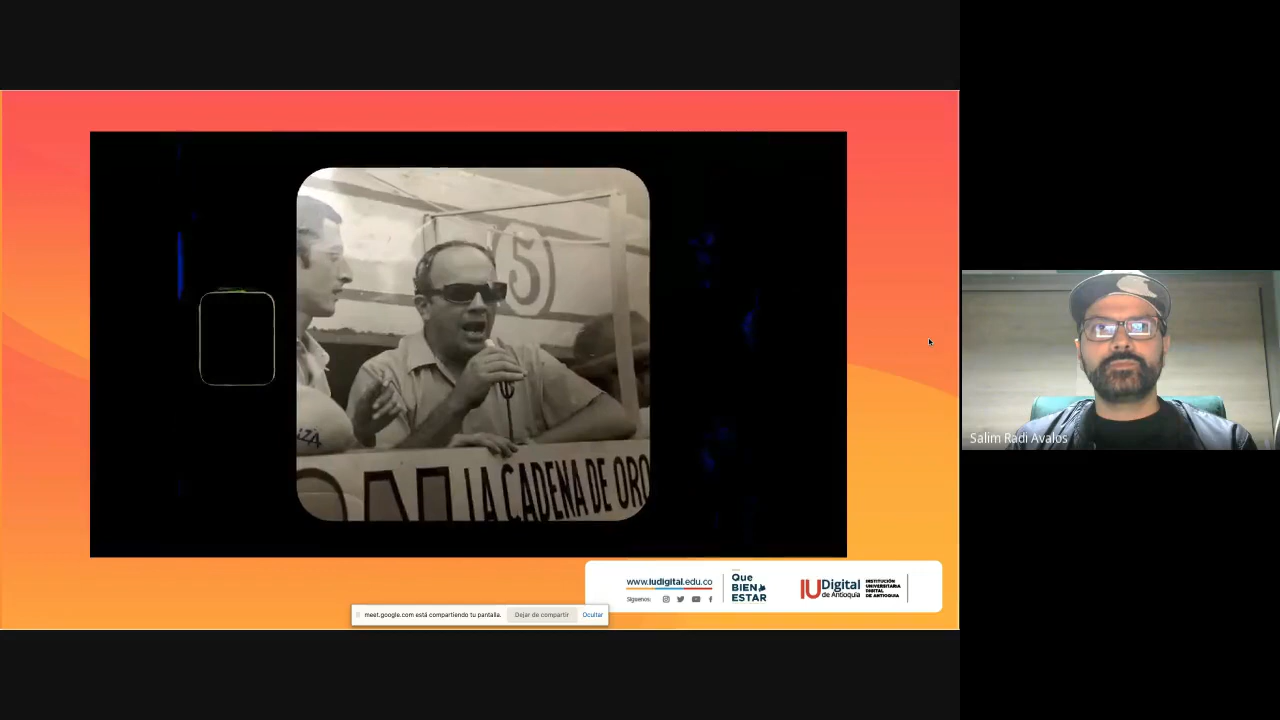 5
IZA
LA CADENA DE ORO
www.iudigital.edu.co
Síguenos:
Que
BIEN
ESTAR
IUDigital
de Antioquia
INSTITUCIÓN
UNIVERSITARIA
DIGITAL
DE ANTIOQUIA
meet.google.com está compartiendo tu pantalla.
Dejar de compartir
Ocultar
Salim Radi Avalos